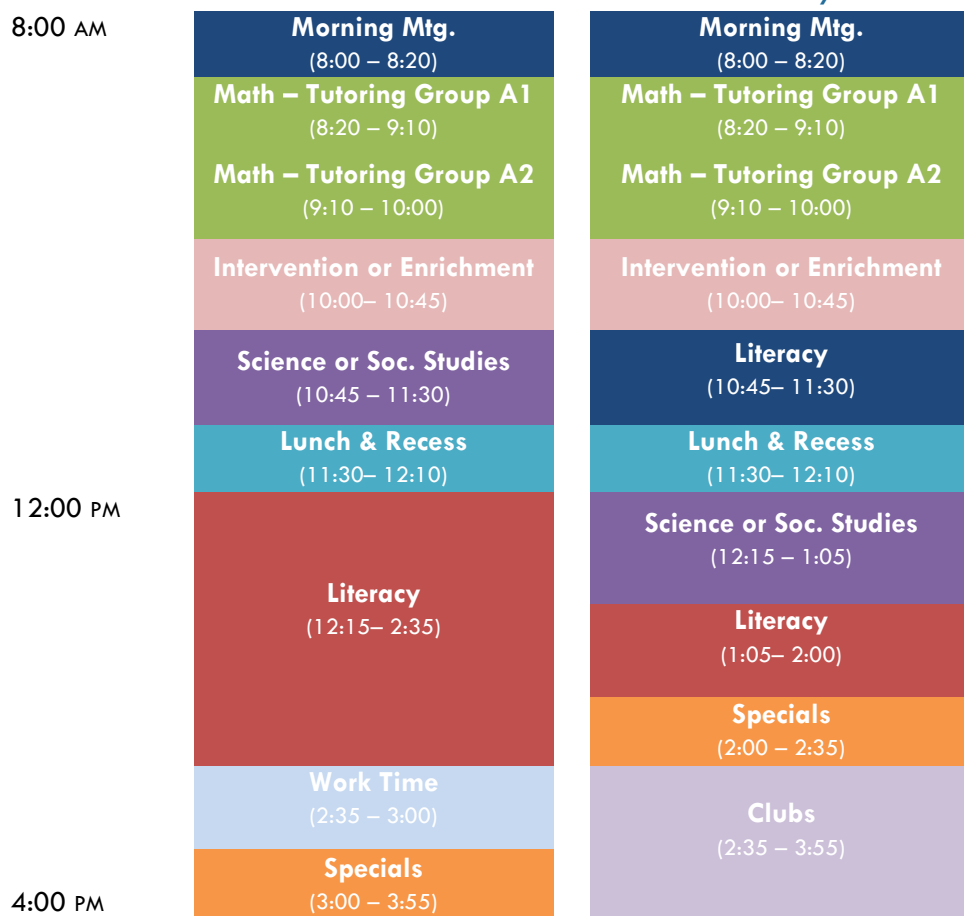 8:00 AM
Morning Mtg.
(8:00 – 8:20)
Math – Tutoring Group A1
(8:20 – 9:10)
Math – Tutoring Group A2
(9:10 – 10:00)
Intervention or Enrichment
(10:00– 10:45)
Science or Soc. Studies
(10:45 – 11:30)
Lunch & Recess
(11:30– 12:10)
12:00 PM
Literacy
(12:15– 2:35)
Work Time
(2:35 – 3:00)
Specials
(3:00 – 3:55)
4:00 PM
Morning Mtg.
(8:00 – 8:20)
Math – Tutoring Group A1
(8:20 – 9:10)
Math – Tutoring Group A2
(9:10 – 10:00)
Intervention or Enrichment
(10:00– 10:45)
Literacy
(10:45– 11:30)
Lunch & Recess
(11:30– 12:10)
Science or Soc. Studies
(12:15 – 1:05)
Literacy
(1:05– 2:00)
Specials
(2:00 – 2:35)
Clubs
(2:35 – 3:55)